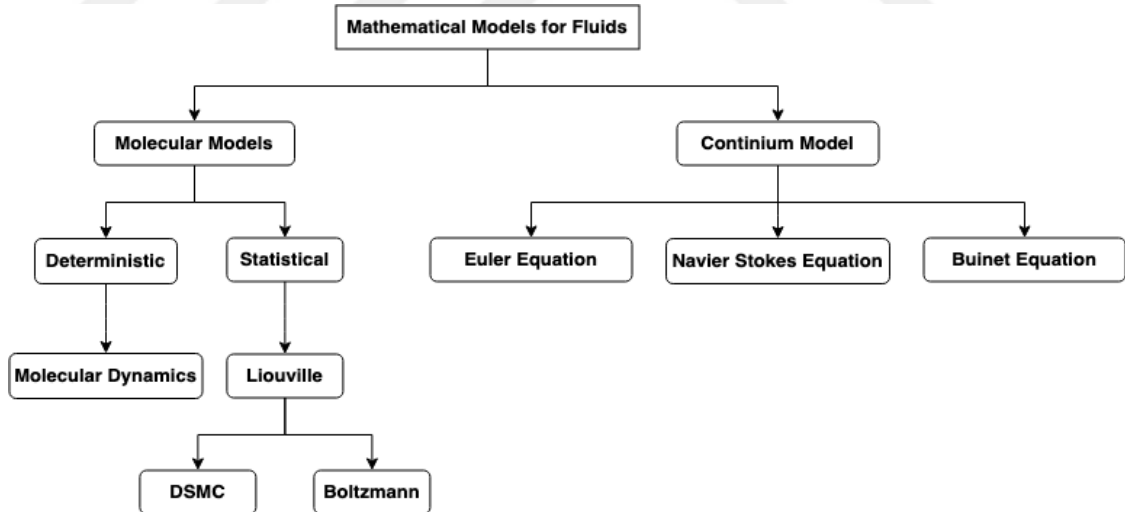 Mathematical Models for Fluids
Molecular Models
Continium Model
Deterministic
Statistical
Euler Equation
Navier Stokes Equation
Buinet Equation
Molecular Dynamics
Liouville
DSMC
Boltzmann